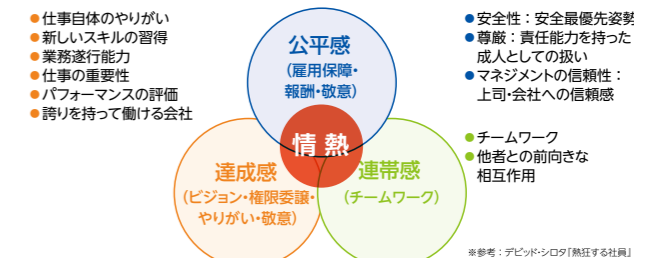 ●仕事自体のやりがい
●新しいスキルの習得
●業務遂行能力
●仕事の重要性
●パフォーマンスの評価
●誇りを持って働ける会社
公平感
(雇用保障・
報酬・敬意)
●安全性：安全最優先姿勢
●尊厳：責任能力を持った
成人としての扱い
●マネジメントの信頼性：
上司・会社への信頼感
情熱
達成感
(ビジョン・権限委譲・
やりがい・敬意)
連帯感
(チームワーク)
●チームワーク
●他者との前向きな
相互作用
※参考：デビッド・シロタ「熱狂する社員」